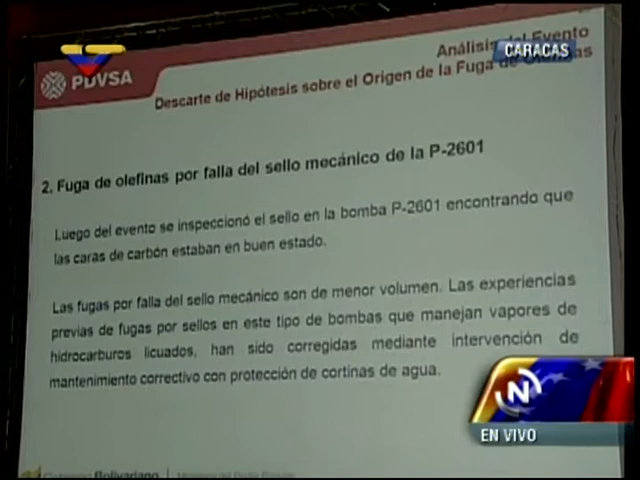 PDVSA
Análisis del Evento
CARACAS
Descarte de Hipótesis sobre el Origen de la Fuga de Olefinas
2. Fuga de olefinas por falla del sello mecánico de la P-2601
Luego del evento se inspeccionó el sello en la bomba P-2601 encontrando que
las caras de carbón estaban en buen estado.
Las fugas por falla del sello mecánico son de menor volumen. Las experiencias
previas de fugas por sellos en este tipo de bombas que manejan vapores de
hidrocarburos licuados, han sido corregidas mediante intervención de
mantenimiento correctivo con protección de cortinas de agua.
N
EN VIVO
Bolivariano